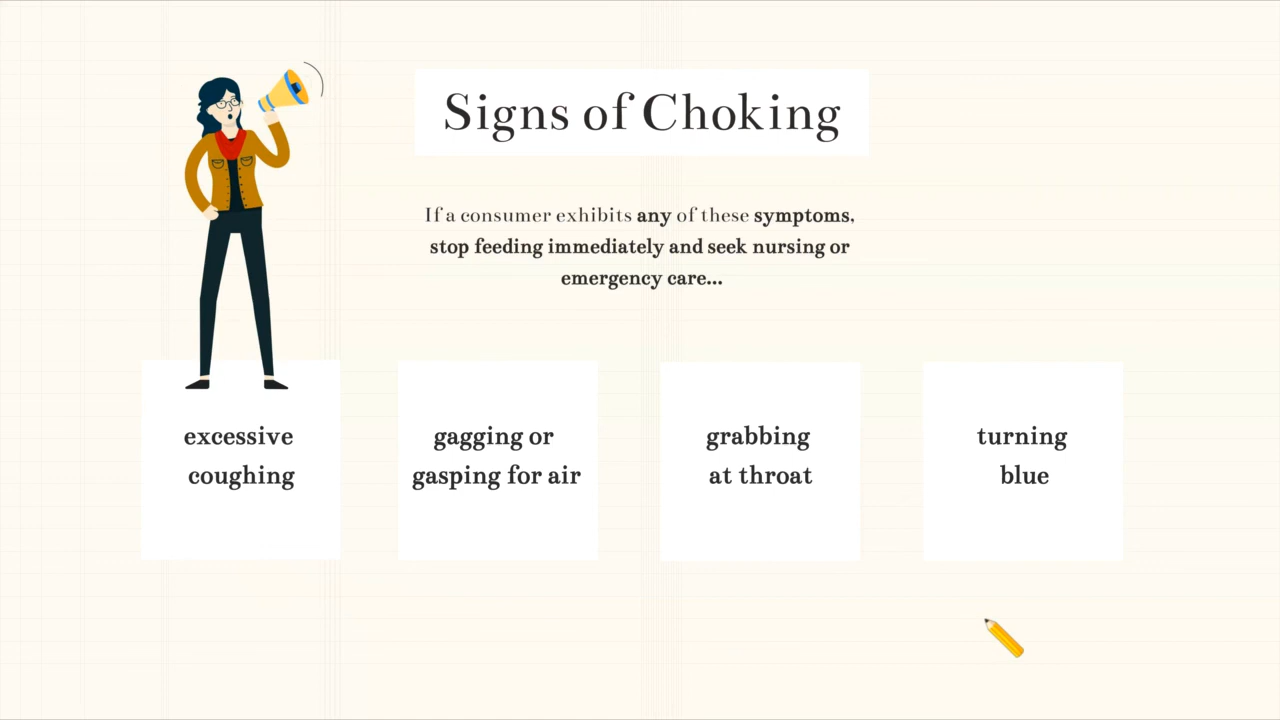 Signs of Choking
If a consumer exhibits any of these symptoms,
stop feeding immediately and seek nursing or
emergency care...
excessive
coughing
gagging or
gasping for air
grabbing
at throat
turning
blue